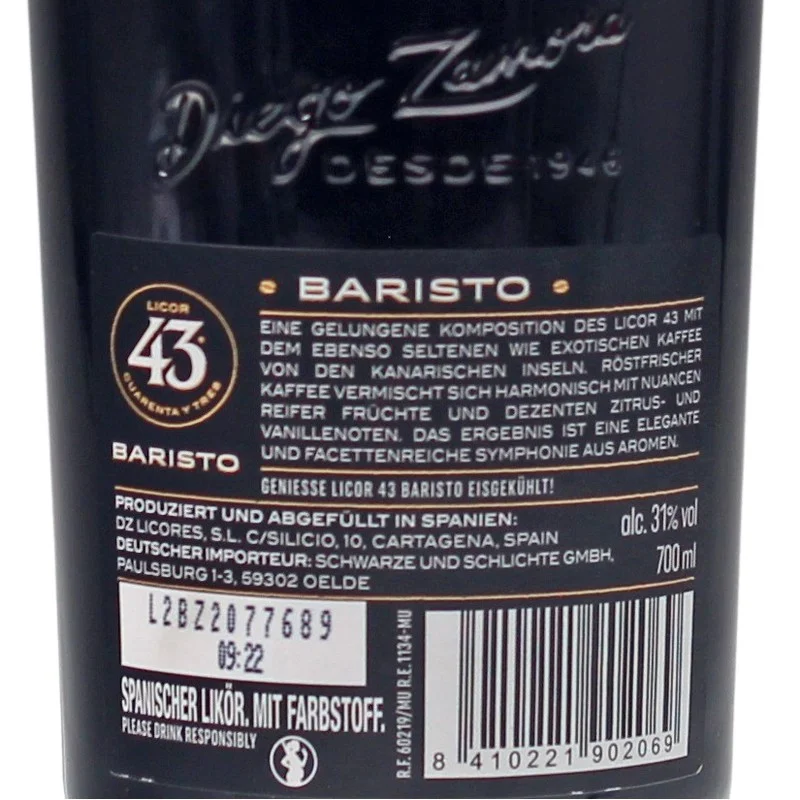 Diego Zamora
DESDE 1946
BARISTO
LICOR
43
CUARENTA Y TRES
BARISTO
EINE GELUNGENE KOMPOSITION DES LICOR 43 MIT
DEM EBENSO SELTENEN WIE EXOTISCHEN KAFFEE
VON DEN KANARISCHEN INSELN. RÖSTFRISCHER
KAFFEE VERMISCHT SICH HARMONISCH MIT NUANCEN
REIFER FRÜCHTE UND DEZENTEN ZITRUS- UND
VANILLENOTEN. DAS ERGEBNIS IST EINE ELEGANTE
UND FACETTENREICHE SYMPHONIE AUS AROMEN.
GENIESSE LICOR 43 BARISTO EISGEKÜHLT!
PRODUZIERT UND ABGEFÜLLT IN SPANIEN:
DZ LICORES, S.L. C/SILICIO, 10, CARTAGENA, SPAIN
DEUTSCHER IMPORTEUR: SCHWARZE UND SCHLICHTE GMBH,
PAULSBURG 1-3, 59302 OELDE
alc. 31% vol
700 ml
L2BZ2077689
09:22
SPANISCHER LIKÖR. MIT FARBSTOFF.
PLEASE DRINK RESPONSIBLY
R.F. 60219/MU R.E. 1134-MU
8 410221 902069